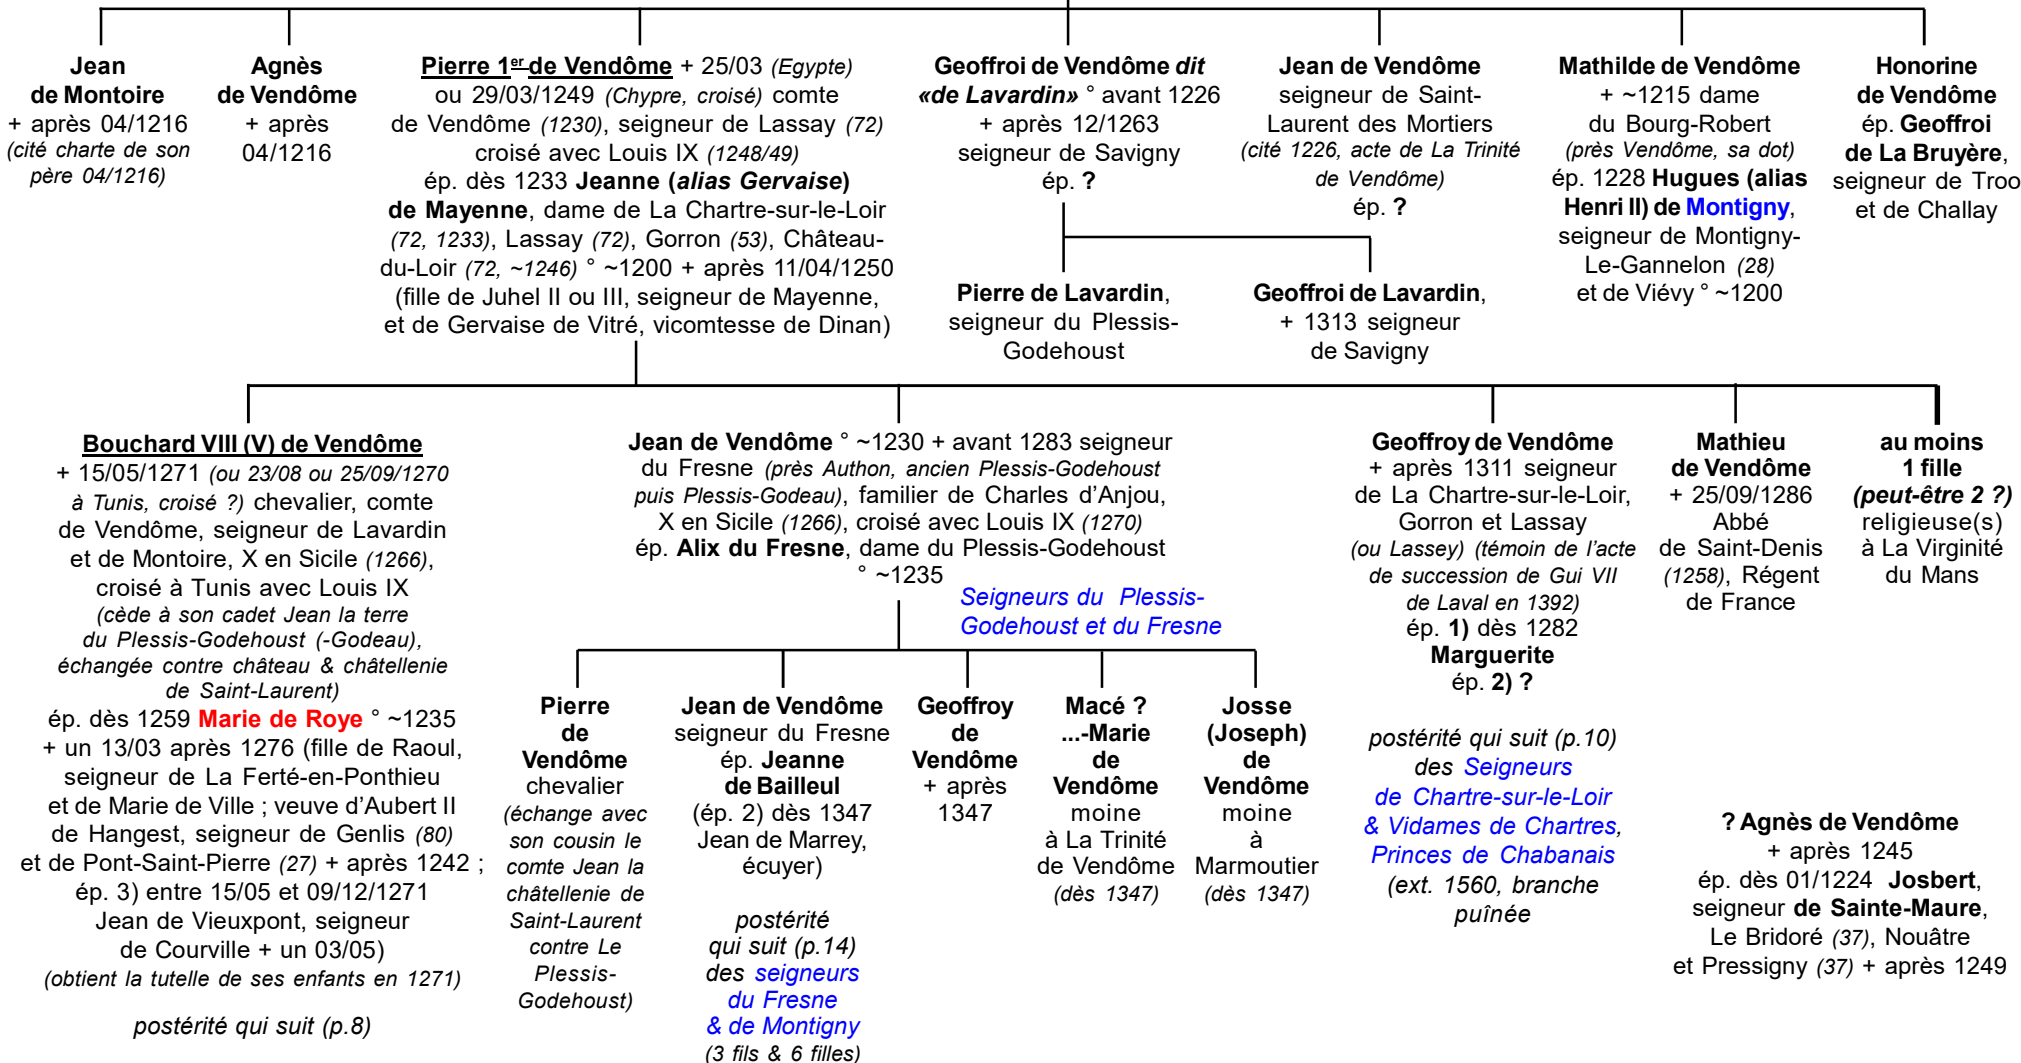 Jean
de Montoire
+ après 04/1216
(cité charte de son
père 04/1216)
Agnès
de Vendôme
+ après
04/1216
Pierre 1er de Vendôme + 25/03 (Egypte)
ou 29/03/1249 (Chypre, croisé) comte
de Vendôme (1230), seigneur de Lassay (72)
croisé avec Louis IX (1248/49)
ép. dès 1233 Jeanne (alias Gervaise)
de Mayenne, dame de La Chartre-sur-le-Loir
(72, 1233), Lassay (72), Gorron (53), Château-
du-Loir (72, ~1246) ° ~1200 + après 11/04/1250
(fille de Juhel II ou III, seigneur de Mayenne,
et de Gervaise de Vitré, vicomtesse de Dinan)
Geoffroi de Vendôme dit
«de Lavardin» ° avant 1226
+ après 12/1263
seigneur de Savigny
ép. ?
Jean de Vendôme
seigneur de Saint-
Laurent des Mortiers
(cité 1226, acte de La Trinité
de Vendôme)
ép. ?
Mathilde de Vendôme
+ ~1215 dame
du Bourg-Robert
(près Vendôme, sa dot)
ép. 1228 Hugues (alias
Henri II) de Montigny,
seigneur de Montigny-
Le-Gannelon (28)
et de Viévy ° ~1200
Honorine
de Vendôme
ép. Geoffroi
de La Bruyère,
seigneur de Troo
et de Challay
Pierre de Lavardin,
seigneur du Plessis-
Godehoust
Geoffroi de Lavardin,
+ 1313 seigneur
de Savigny
Bouchard VIII (V) de Vendôme
+ 15/05/1271 (ou 23/08 ou 25/09/1270
à Tunis, croisé ?) chevalier, comte
de Vendôme, seigneur de Lavardin
et de Montoire, X en Sicile (1266),
croisé à Tunis avec Louis IX
(cède à son cadet Jean la terre
du Plessis-Godehoust (-Godeau),
échangée contre château & châtellenie
de Saint-Laurent)
ép. dès 1259 Marie de Roye ° ~1235
+ un 13/03 après 1276 (fille de Raoul,
seigneur de La Ferté-en-Ponthieu
et de Marie de Ville ; veuve d'Aubert II
de Hangest, seigneur de Genlis (80)
et de Pont-Saint-Pierre (27) + après 1242 ;
ép. 3) entre 15/05 et 09/12/1271
Jean de Vieuxpont, seigneur
de Courville + un 03/05)
(obtient la tutelle de ses enfants en 1271)
postérité qui suit (p.8)
Jean de Vendôme ° ~1230 + avant 1283 seigneur
du Fresne (près Authon, ancien Plessis-Godehoust
puis Plessis-Godeau), familier de Charles d'Anjou,
X en Sicile (1266), croisé avec Louis IX (1270)
ép. Alix du Fresne, dame du Plessis-Godehoust
° ~1235
Seigneurs du Plessis-
Godehoust et du Fresne
Geoffroy de Vendôme
+ après 1311 seigneur
de La Chartre-sur-le-Loir,
Gorron et Lassay
(ou Lassey) (témoin de l'acte
de succession de Gui VII
de Laval en 1392)
ép. 1) dès 1282
Marguerite
ép. 2) ?
postérité qui suit (p.10)
des Seigneurs
de Chartre-sur-le-Loir
& Vidames de Chartres,
Princes de Chabanais
(ext. 1560, branche
puînée
Mathieu
de Vendôme
+ 25/09/1286
Abbé
de Saint-Denis
(1258), Régent
de France
au moins
1 fille
(peut-être 2 ?)
religieuse(s)
à La Virginité
du Mans
Pierre
de
Vendôme
chevalier
(échange avec
son cousin le
comte Jean la
châtellenie de
Saint-Laurent
contre Le
Plessis-
Godehoust)
Jean de Vendôme
seigneur du Fresne
ép. Jeanne
de Bailleul
(ép. 2) dès 1347
Jean de Marrey,
écuyer)
postérité
qui suit (p.14)
des seigneurs
du Fresne
& de Montigny
(3 fils & 6 filles)
Geoffroy
de
Vendôme
+ après
1347
Macé ?
...-Marie
de
Vendôme
moine
à La Trinité
de Vendôme
(dès 1347)
Josse
(Joseph)
de
Vendôme
moine
à
Marmoutier
(dès 1347)
? Agnès de Vendôme
+ après 1245
ép. dès 01/1224 Josbert,
seigneur de Sainte-Maure,
Le Bridoré (37), Nouâtre
et Pressigny (37) + après 1249